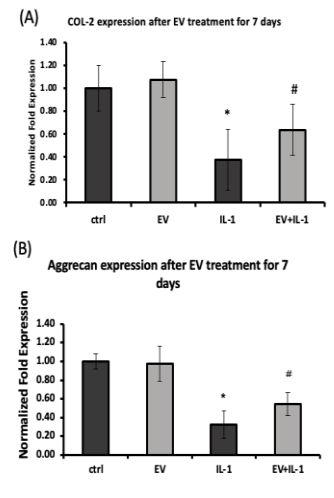 (A)
COL-2 expression after EV treatment for 7 days
Normalized Fold Expression
1.40
1.20
1.00
0.80
0.60
0.40
0.20
0.00
*
#
ctrl EV IL-1 EV+IL-1
(B)
Aggrecan expression after EV treatment for 7
days
Normalized Fold Expression
1.40
1.20
1.00
0.80
0.60
0.40
0.20
0.00
*
#
ctrl EV IL-1 EV+IL-1